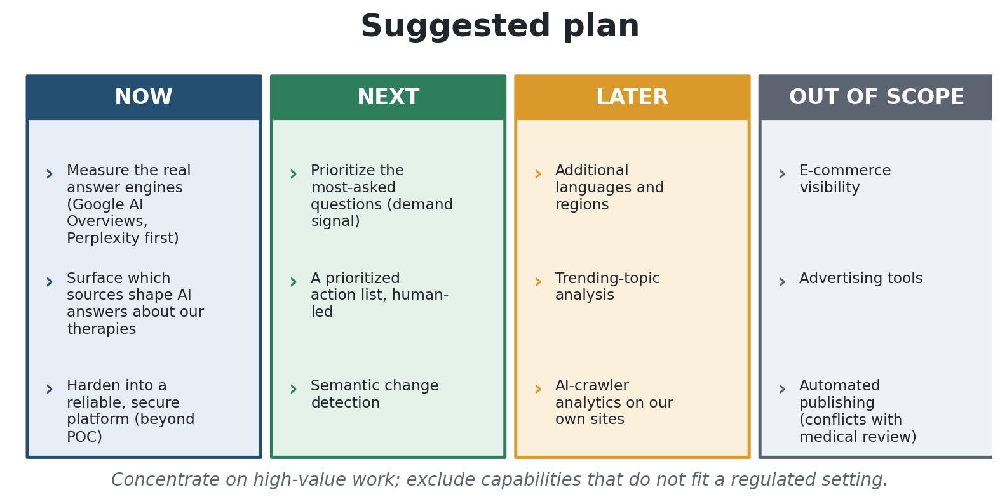 Suggested plan
NOW
› Measure the real
answer engines
(Google AI
Overviews,
Perplexity first)
› Surface which
sources shape AI
answers about our
therapies
› Harden into a
reliable, secure
platform (beyond
POC)
NEXT
› Prioritize the
most-asked
questions (demand
signal)
› A prioritized
action list, human-
led
› Semantic change
detection
LATER
› Additional
languages and
regions
› Trending-topic
analysis
› AI-crawler
analytics on our
own sites
OUT OF SCOPE
› E-commerce
visibility
› Advertising tools
› Automated
publishing
(conflicts with
medical review)
Concentrate on high-value work; exclude capabilities that do not fit a regulated setting.